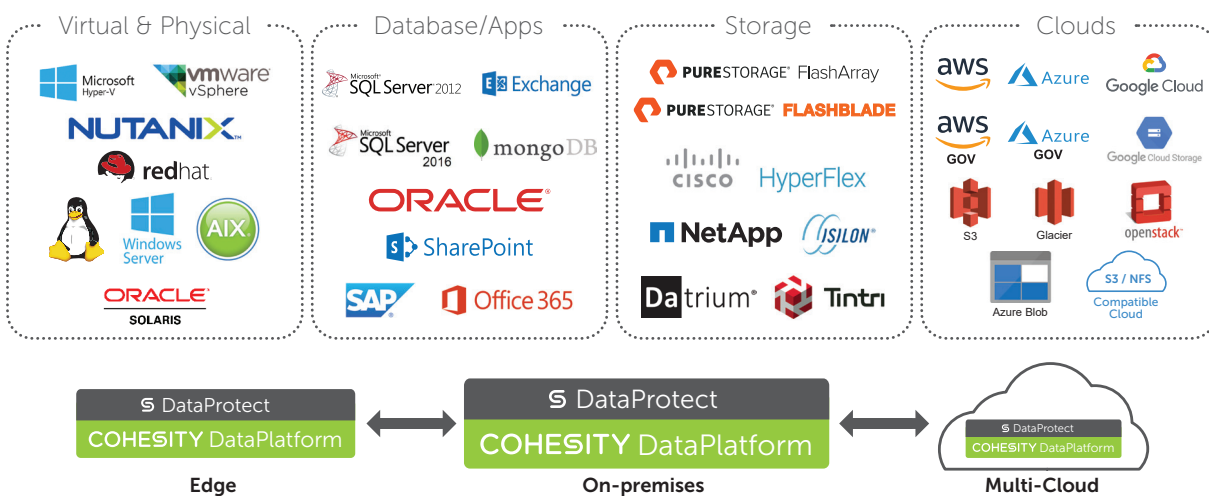 Virtual & Physical
Microsoft
Hyper-V
vmware®
vSphere
NUTANIX™
redhat.
Windows
Server
AIX™
ORACLE®
SOLARIS
Database/Apps
Microsoft®
SQL Server® 2012
Exchange
Microsoft
SQL Server®
2016
mongoDB
ORACLE®
SharePoint
SAP®
Office 365
Storage
PURESTORAGE® FlashArray
PURESTORAGE® FLASHBLADE
CISCO
HyperFlex
NetApp
ISILON®
Datrium®
Tintri
Clouds
aws
Azure
Google Cloud
aws
GOV
Azure
GOV
Google Cloud Storage
S3
Glacier
openstack™
Azure Blob
S3 / NFS
Compatible
Cloud
S DataProtect
COHESITY DataPlatform
Edge
S DataProtect
COHESITY DataPlatform
On-premises
S DataProtect
COHESITY DataPlatform
Multi-Cloud